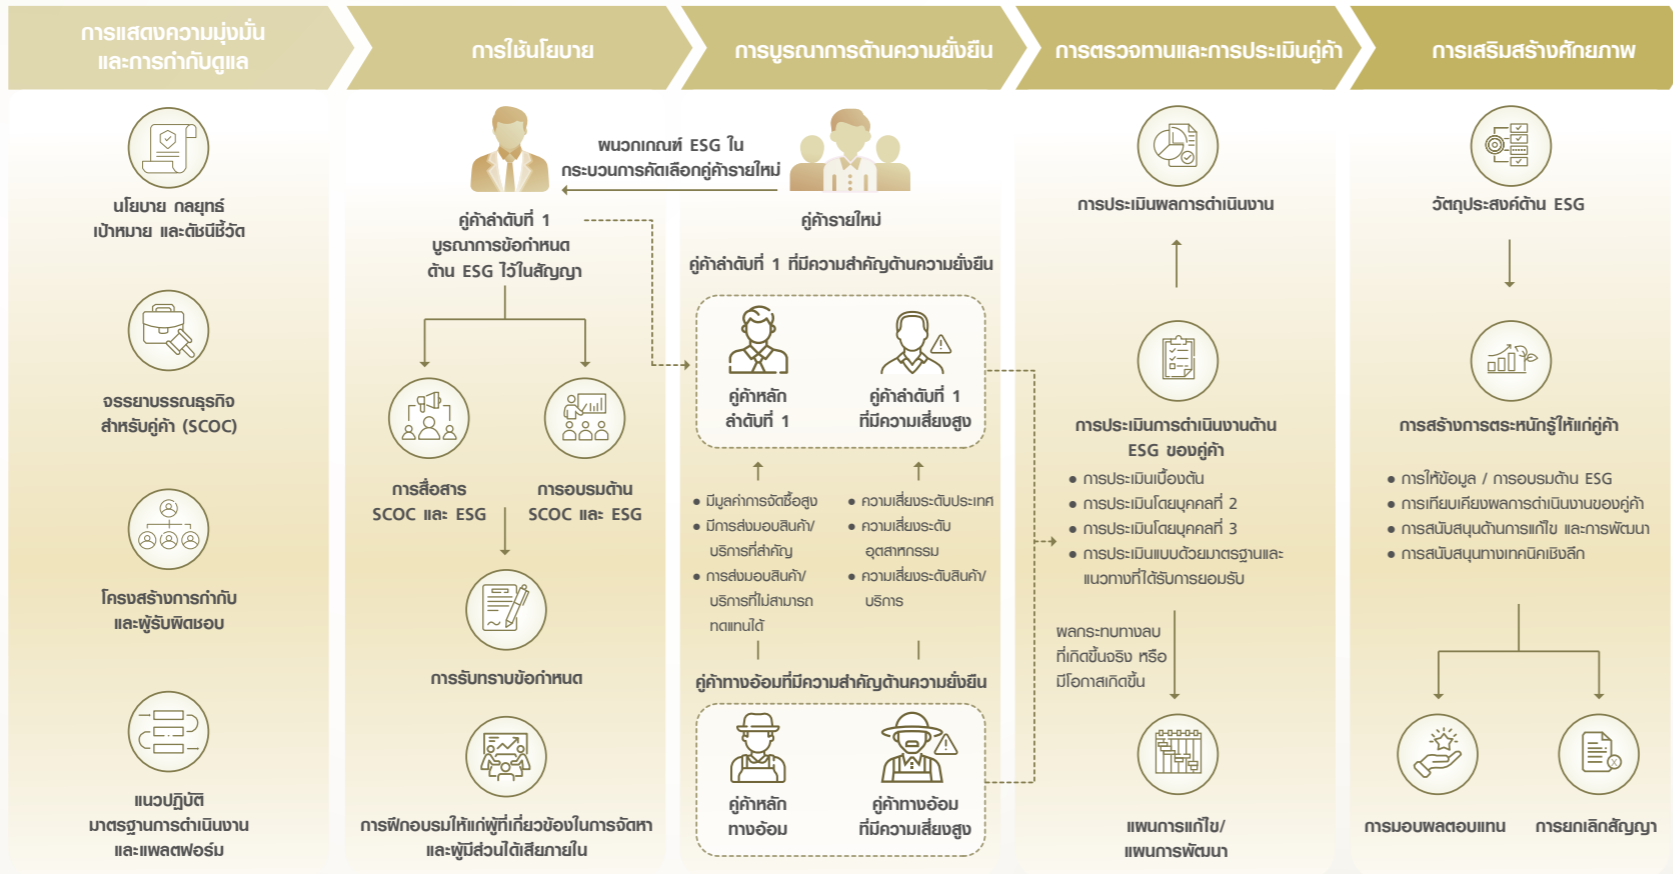 การแสดงความมุ่งมั่น
และการกำกับดูแล
นโยบาย กลยุทธ์
เป้าหมาย และดัชนีชี้วัด
จรรยาบรรณธุรกิจ
สำหรับคู่ค้า (SCOC)
โครงสร้างการกำกับ
และผู้รับผิดชอบ
แนวปฏิบัติ
มาตรฐานการดำเนินงาน
และแพลตฟอร์ม
การใช้นโยบาย
ผนวกเกณฑ์ ESG ใน
กระบวนการคัดเลือกคู่ค้ารายใหม่
คู่ค้าลำดับที่ 1
บูรณาการข้อกำหนด
ด้าน ESG ไว้ในสัญญา
การสื่อสาร
SCOC และ ESG
การอบรมด้าน
SCOC และ ESG
การรับทราบข้อกำหนด
การฝึกอบรมให้แก่ผู้ที่เกี่ยวข้องในการจัดหา
และผู้มีส่วนได้เสียภายใน
การบูรณาการด้านความยั่งยืน
คู่ค้ารายใหม่
คู่ค้าลำดับที่ 1 ที่มีความสำคัญด้านความยั่งยืน
คู่ค้าหลัก
ลำดับที่ 1
คู่ค้าลำดับที่ 1
ที่มีความเสี่ยงสูง
• มีมูลค่าการจัดซื้อสูง
• มีการส่งมอบสินค้า/
บริการที่สำคัญ
• การส่งมอบสินค้า/
บริการที่ไม่สามารถ
ทดแทนได้
• ความเสี่ยงระดับประเทศ
• ความเสี่ยงระดับ
อุตสาหกรรม
• ความเสี่ยงระดับสินค้า/
บริการ
คู่ค้าทางอ้อมที่มีความสำคัญด้านความยั่งยืน
คู่ค้าหลัก
ทางอ้อม
คู่ค้าทางอ้อม
ที่มีความเสี่ยงสูง
การตรวจทานและการประเมินคู่ค้า
การประเมินผลการดำเนินงาน
การประเมินการดำเนินงานด้าน
ESG ของคู่ค้า
• การประเมินเบื้องต้น
• การประเมินโดยบุคคลที่ 2
• การประเมินโดยบุคคลที่ 3
• การประเมินแบบด้วยมาตรฐานและ
แนวทางที่ได้รับการยอมรับ
ผลกระทบทางลบ
ที่เกิดขึ้นจริง หรือ
มีโอกาสเกิดขึ้น
แผนการแก้ไข/
แผนการพัฒนา
การเสริมสร้างศักยภาพ
วัตถุประสงค์ด้าน ESG
การสร้างการตระหนักรู้ให้แก่คู่ค้า
• การให้ข้อมูล / การอบรมด้าน ESG
• การเทียบเคียงผลการดำเนินงานของคู่ค้า
• การสนับสนุนด้านการแก้ไข และการพัฒนา
• การสนับสนุนทางเทคนิคเชิงลึก
การมอบผลตอบแทน
การยกเลิกสัญญา